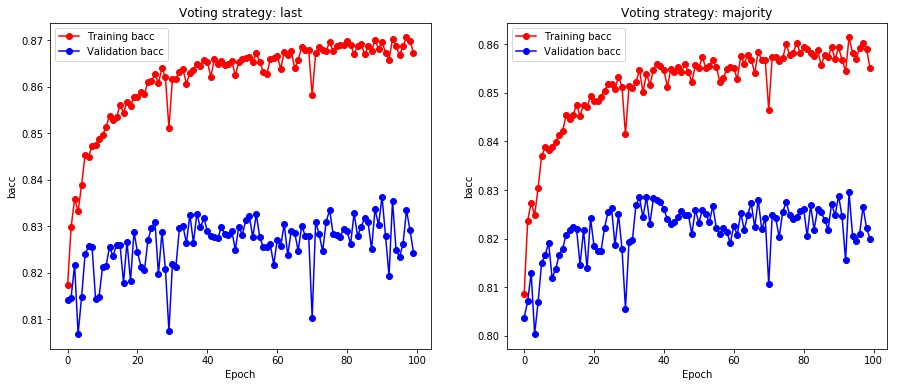 Voting strategy: last
Training bacc
Validation bacc
0.87
0.86
0.85
0.84
0.83
0.82
0.81
bacc
0
20
40
60
80
100
Epoch
Voting strategy: majority
Training bacc
Validation bacc
0.86
0.85
0.84
0.83
0.82
0.81
0.80
bacc
0
20
40
60
80
100
Epoch